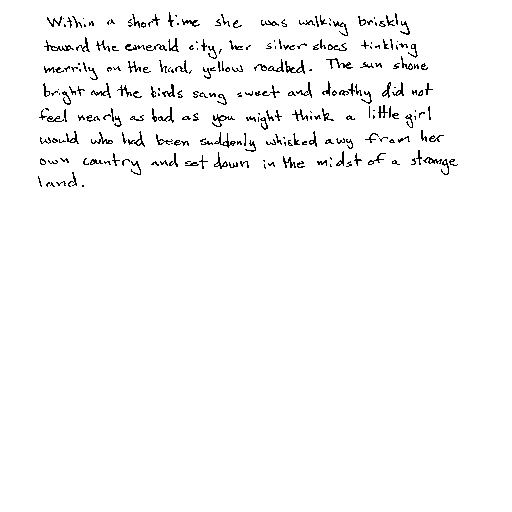 Within a short time she was walking briskly
toward the emerald city, her silver shoes tinkling
merrily on the hard, yellow roadbed. The sun shone
bright and the birds sang sweet and dorothy did not
feel nearly as bad as you might think a little girl
would who had been suddenly whisked awy from her
own country and set down in the midst of a strange
land.